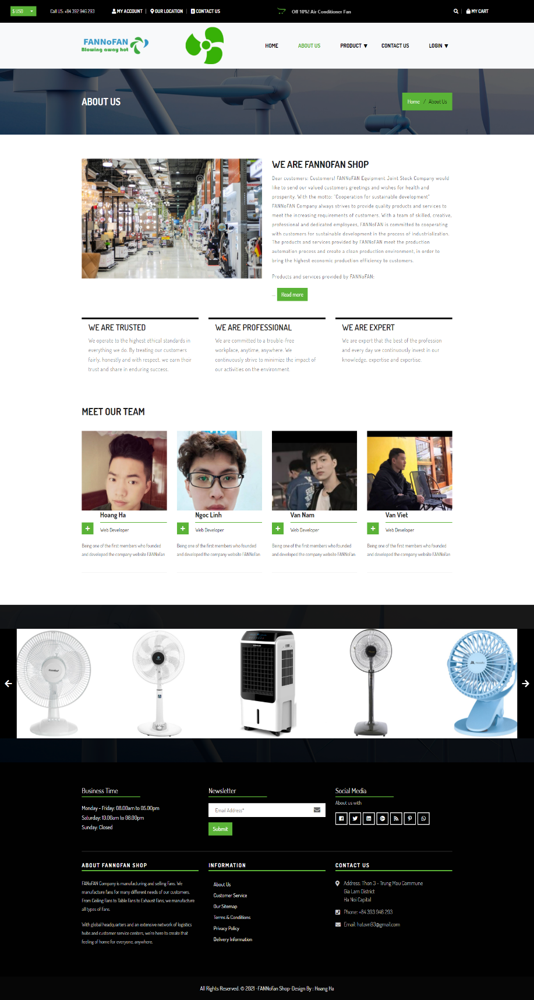 $ USD
Call US: +84 392 946 293
MY ACCOUNT
OUR LOCATION
CONTACT US
Off 10%! Air Conditioner Fan
MY CART
FANNoFAN
Blowing away hot
HOME
ABOUT US
PRODUCT
CONTACT US
LOGIN
ABOUT US
Home / About Us
WE ARE FANNOFAN SHOP
Dear customers: Customers! FANNoFAN Equipment Joint Stock Company would
like to send our valued customers greetings and wishes for health and
prosperity. With the motto: "Cooperation for sustainable development"
FANNoFAN Company always strives to provide quality products and services to
meet the increasing requirements of customers. With a team of skilled, creative,
professional and dedicated employees, FANNoFAN is committed to cooperating
with customers for sustainable development in the process of industrialization.
The products and services provided by FANNoFAN meet the production
automation process and create a clean production environment, in order to
bring the highest economic production efficiency to customers.
Products and services provided by FANNoFAN:
... Read more
WE ARE TRUSTED
We operate to the highest ethical standards in
everything we do. By treating our customers
fairly, honestly and with respect, we earn their
trust and share in enduring success.
WE ARE PROFESSIONAL
We are committed to a trouble-free
workplace, anytime, anywhere. We
continuously strive to minimize the impact of
our activities on the environment.
WE ARE EXPERT
We are expert that the best of the profession
and every day we continuously invest in our
knowledge, expertise and expertise.
MEET OUR TEAM
Hoang Ha
Web Developer
Being one of the first members who founded
and developed the company website FANNofan
Ngoc Linh
Web Developer
Being one of the first members who founded
and developed the company website FANNofan
Van Nam
Web Developer
Being one of the first members who founded
and developed the company website FANNofan
Van Viet
Web Developer
Being one of the first members who founded
and developed the company website FANNofan
Business Time
Monday - Friday: 08.00am to 05.00pm
Saturday: 10.00am to 08.00pm
Sunday: Closed
Newsletter
Email Address*
Submit
Social Media
About us with
ABOUT FANNOFAN SHOP
FANoFAN Company is manufacturing and selling Fans. We
manufacture fans for many different needs of our customers.
From Ceiling Fans to Table Fans to Exhaust Fans, we manufacture
all types of Fans.
With global headquarters and an extensive network of logistics
hubs and customer service centers, we're here to create that
feeling of home for everyone, anywhere.
INFORMATION
About Us
Customer Service
Our Sitemap
Terms & Conditions
Privacy Policy
Delivery Information
CONTACT US
Address: Thon 3 - Trung Mau Commune
Gia Lam District
Ha Noi Capital
Phone: +84 393 946 293
Email: hatavn93@gmail.com
All Rights Reserved. © 2021 -FANNofan Shop-Design By : Hoang Ha